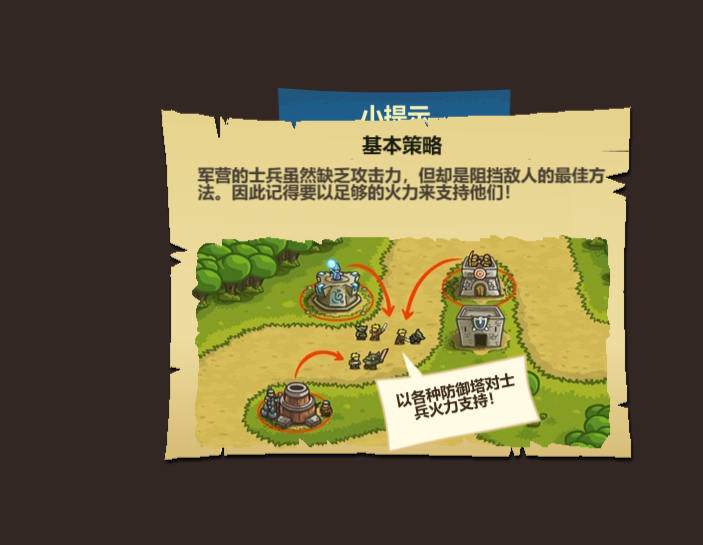 小提示
基本策略
军营的士兵虽然缺乏攻击力，但却是阻挡敌人的最佳方
法。因此记得要以足够的火力来支持他们！
以各种防御塔对士
兵火力支持！